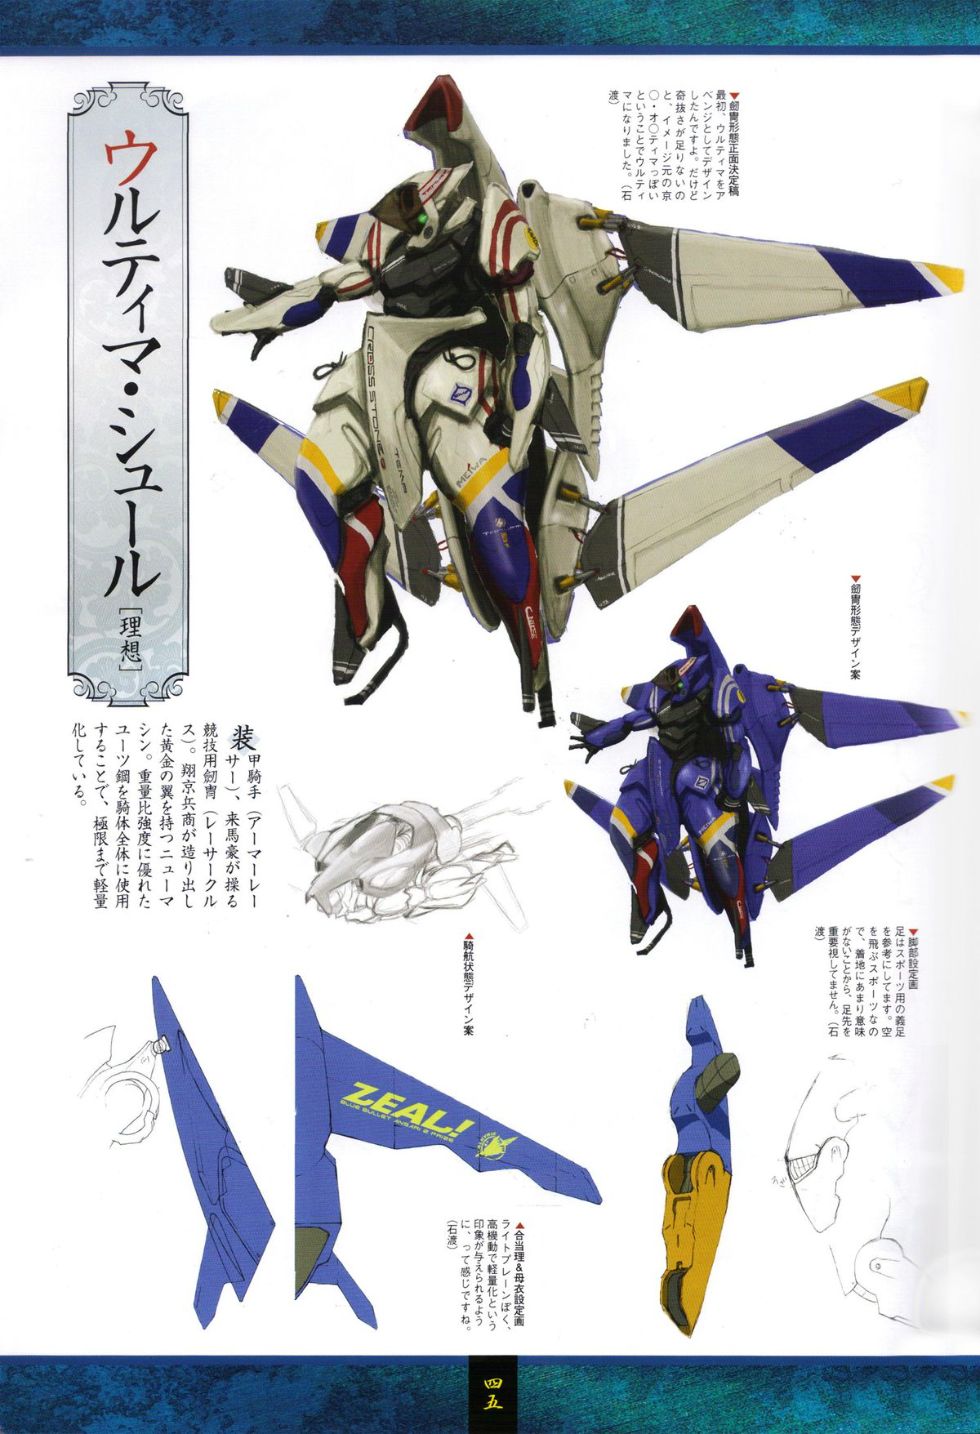 ウルティマ・シュール[理想]
▼劒冑形態正面決定稿
最初、ウルティマをア
ベンジとしてデザイン
したんですよ。だけど
奇抜さが足りないの
と、イメージ元の京
○・オ○ティマっぽい
ということでウルティ
マになりました。(石
渡)
CROSS STONE
TEMP
MEIWA
▼劒冑形態デザイン案
装甲騎手(アーマーレー
サー)、来馬豪が操る
競技用劒冑(レーサークル
ス)。翔京兵商が造り出し
た黄金の翼を持つニューマ
シン。重量比強度に優れた
ユーツ鋼を騎体全体に使用
することで、極限まで軽量
化している。
▲騎航状態デザイン案
▼脚部設定画
足はスポーツ用の義足
を参考にしてます。空
を飛ぶスポーツなの
で、着地にあまり意味
がないことから、足先を
重要視してません。(石
渡)
ZEAL!
▲合当理&母衣設定画
ライトプレーンぽく、
高機動で軽量化という
印象が与えられるよう
に、って感じですね。
(石渡)
四五